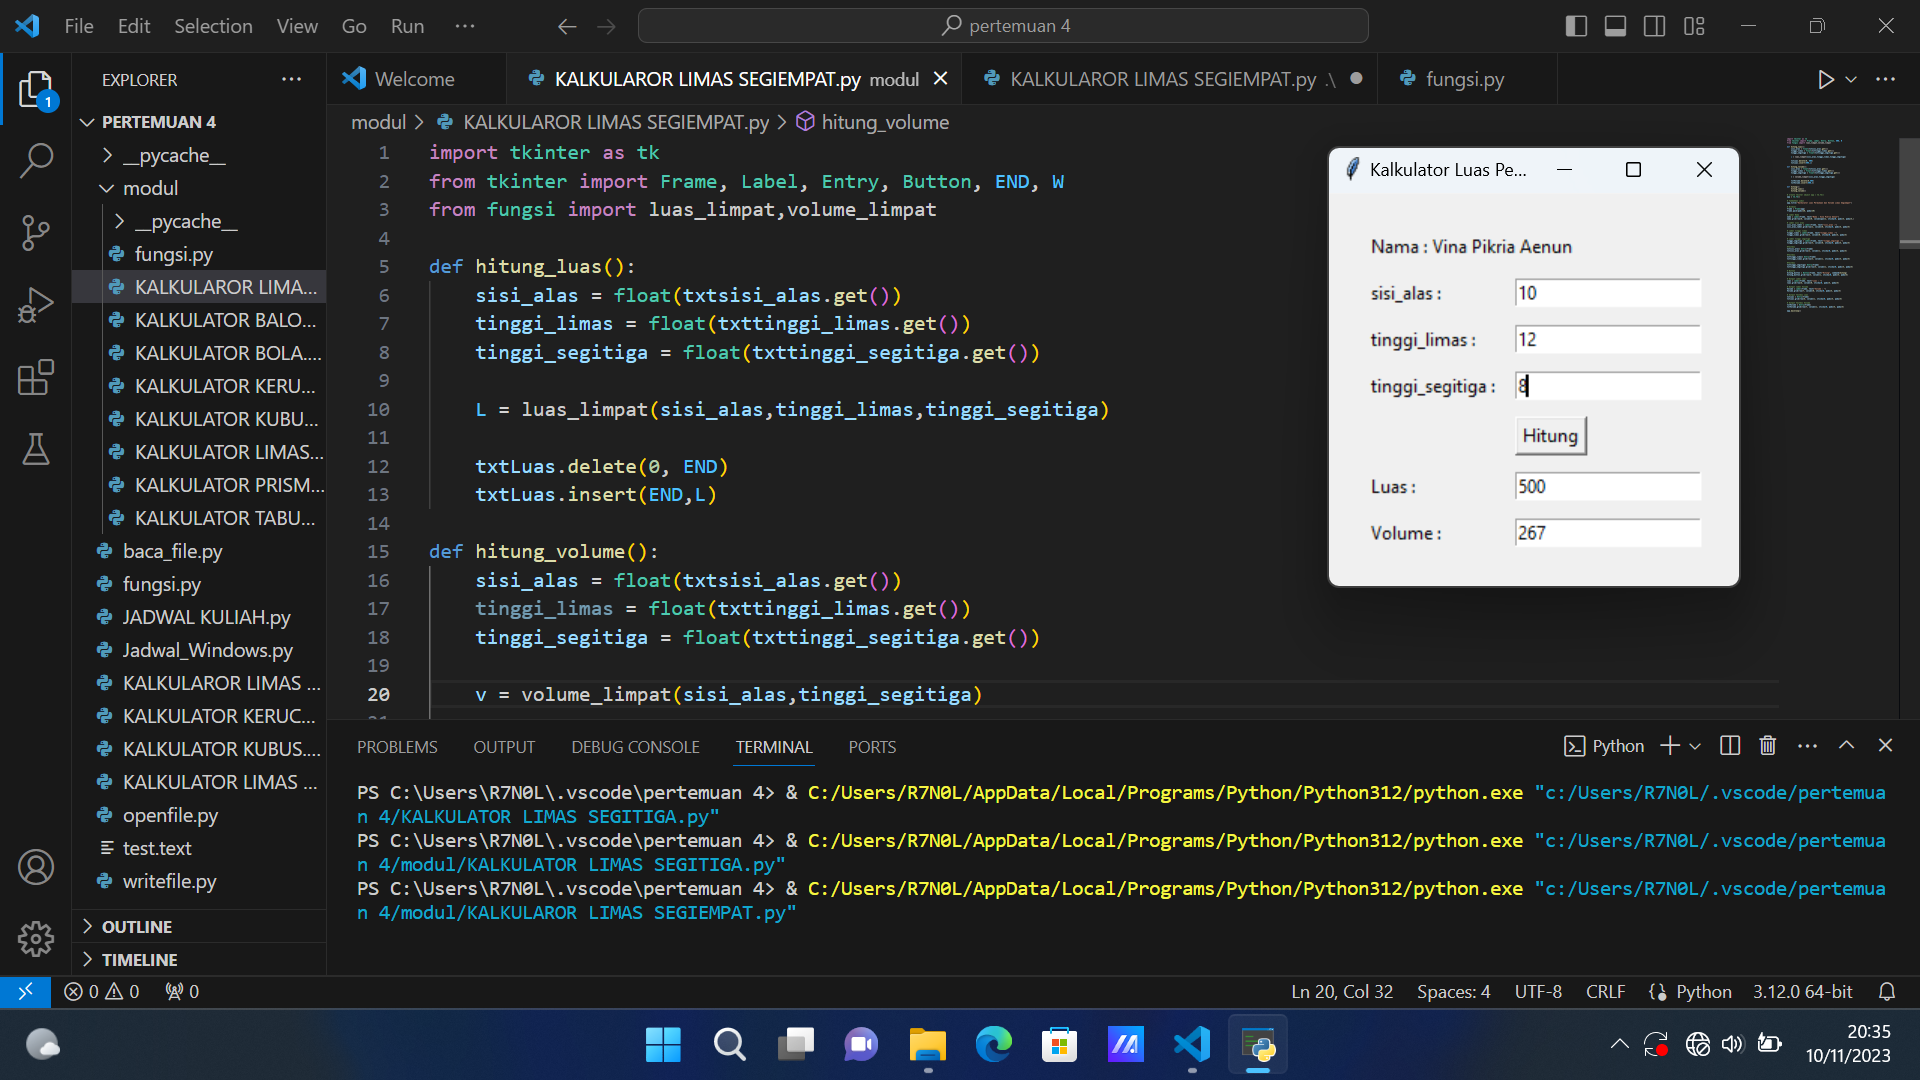 File Edit Selection View Go Run ···
pertemuan 4
EXPLORER ···
Welcome
KALKULAROR LIMAS SEGIEMPAT.py modul
KALKULAROR LIMAS SEGIEMPAT.py .\
fungsi.py
1
PERTEMUAN 4
__pycache__
modul
__pycache__
fungsi.py
KALKULAROR LIMA...
KALKULATOR BALO...
KALKULATOR BOLA....
KALKULATOR KERU...
KALKULATOR KUBU...
KALKULATOR LIMAS...
KALKULATOR PRISM...
KALKULATOR TABU...
baca_file.py
fungsi.py
JADWAL KULIAH.py
Jadwal_Windows.py
KALKULAROR LIMAS ...
KALKULATOR KERUC...
KALKULATOR KUBUS....
KALKULATOR LIMAS ...
openfile.py
test.text
writefile.py
OUTLINE
TIMELINE
modul > KALKULAROR LIMAS SEGIEMPAT.py > hitung_volume
1 import tkinter as tk
2 from tkinter import Frame, Label, Entry, Button, END, W
3 from fungsi import luas_limpat,volume_limpat
4
5 def hitung_luas():
6 sisi_alas = float(txtsisi_alas.get())
7 tinggi_limas = float(txttinggi_limas.get())
8 tinggi_segitiga = float(txttinggi_segitiga.get())
9
10 L = luas_limpat(sisi_alas,tinggi_limas,tinggi_segitiga)
11
12 txtLuas.delete(0, END)
13 txtLuas.insert(END,L)
14
15 def hitung_volume():
16 sisi_alas = float(txtsisi_alas.get())
17 tinggi_limas = float(txttinggi_limas.get())
18 tinggi_segitiga = float(txttinggi_segitiga.get())
19
20 v = volume_limpat(sisi_alas,tinggi_segitiga)
Kalkulator Luas Pe...
Nama : Vina Pikria Aenun
sisi_alas : 10
tinggi_limas : 12
tinggi_segitiga : 8
Hitung
Luas : 500
Volume : 267
PROBLEMS OUTPUT DEBUG CONSOLE TERMINAL PORTS
Python
PS C:\Users\R7N0L\.vscode\pertemuan 4> & C:/Users/R7N0L/AppData/Local/Programs/Python/Python312/python.exe "c:/Users/R7N0L/.vscode/pertemua
n 4/KALKULATOR LIMAS SEGITIGA.py"
PS C:\Users\R7N0L\.vscode\pertemuan 4> & C:/Users/R7N0L/AppData/Local/Programs/Python/Python312/python.exe "c:/Users/R7N0L/.vscode/pertemua
n 4/modul/KALKULATOR LIMAS SEGITIGA.py"
PS C:\Users\R7N0L\.vscode\pertemuan 4> & C:/Users/R7N0L/AppData/Local/Programs/Python/Python312/python.exe "c:/Users/R7N0L/.vscode/pertemua
n 4/modul/KALKULAROR LIMAS SEGIEMPAT.py"
0 0 0
Ln 20, Col 32 Spaces: 4 UTF-8 CRLF Python 3.12.0 64-bit
20:35
10/11/2023